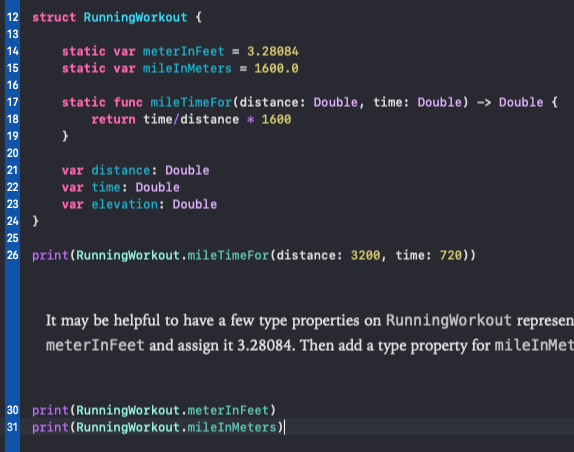 12 struct RunningWorkout {
13
14 static var meterInFeet = 3.28084
15 static var mileInMeters = 1600.0
16
17 static func mileTimeFor(distance: Double, time: Double) -> Double {
18 return time/distance * 1600
19 }
20
21 var distance: Double
22 var time: Double
23 var elevation: Double
24 }
25
26 print(RunningWorkout.mileTimeFor(distance: 3200, time: 720))
It may be helpful to have a few type properties on RunningWorkout represen
meterInFeet and assign it 3.28084. Then add a type property for mileInMet
30 print(RunningWorkout.meterInFeet)
31 print(RunningWorkout.mileInMeters)